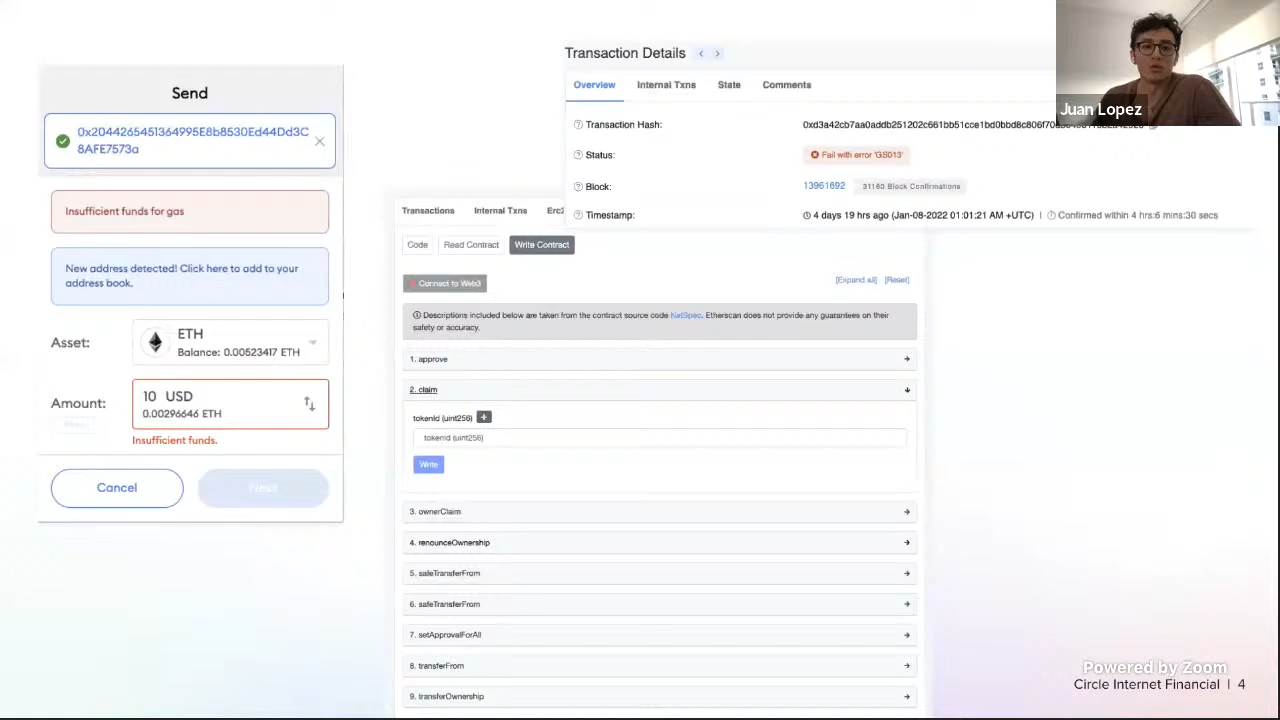 Send
0x2044265451364995E8b8530Ed44Dd3C
8AFE7573a
Insufficient funds for gas
New address detected! Click here to add to your
address book.
Asset:
ETH
Balance: 0.00523417 ETH
Amount:
10 USD
0.00296646 ETH
Insufficient funds.
Cancel
Next
Transactions
Internal Txns
Erc2
Code
Read Contract
Write Contract
Connect to Web3
[Expand all] [Reset]
Descriptions included below are taken from the contract source code NatSpec. Etherscan does not provide any guarantees on their
safety or accuracy.
1. approve
2. claim
tokenId (uint256) +
tokenId (uint256)
Write
3. ownerClaim
4. renounceOwnership
5. safeTransferFrom
6. safeTransferFrom
7. setApprovalForAll
8. transferFrom
9. transferOwnership
Transaction Details
Overview
Internal Txns
State
Comments
Transaction Hash:
Status:
Fail with error 'GS013'
Block:
13961692
31160 Block Confirmations
Timestamp:
4 days 19 hrs ago (Jan-08-2022 01:01:21 AM +UTC) | Confirmed within 4 hrs:6 mins:30 secs
Juan Lopez
Powered by Zoom
Circle Internet Financial | 4